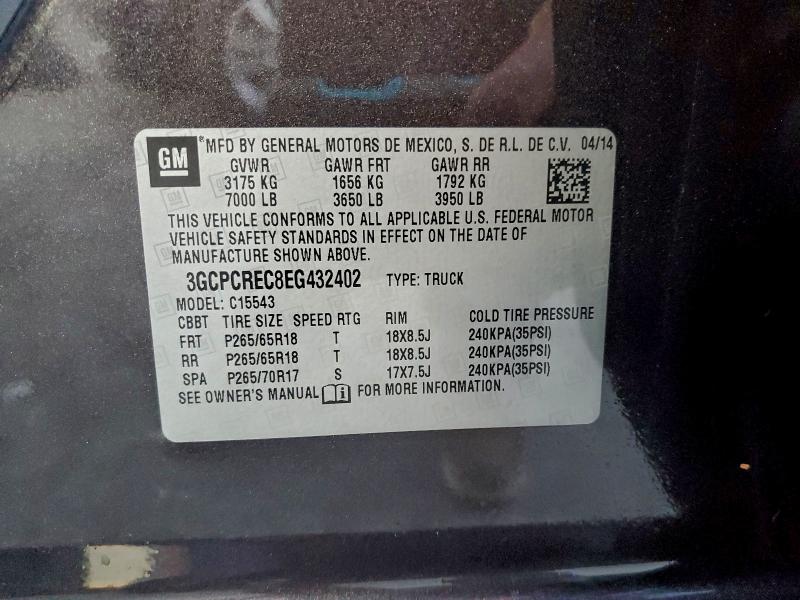 GM ® MFD BY GENERAL MOTORS DE MEXICO, S. DE R.L. DE C.V. 04/14
GVWR GAWR FRT GAWR RR
3175 KG 1656 KG 1792 KG
7000 LB 3650 LB 3950 LB
THIS VEHICLE CONFORMS TO ALL APPLICABLE U.S. FEDERAL MOTOR
VEHICLE SAFETY STANDARDS IN EFFECT ON THE DATE OF
MANUFACTURE SHOWN ABOVE.
3GCPCREC8EG432402 TYPE: TRUCK
MODEL: C15543
CBBT TIRE SIZE SPEED RTG RIM COLD TIRE PRESSURE
FRT P265/65R18 T 18X8.5J 240KPA(35PSI)
RR P265/65R18 T 18X8.5J 240KPA(35PSI)
SPA P265/70R17 S 17X7.5J 240KPA(35PSI)
SEE OWNER'S MANUAL i FOR MORE INFORMATION.